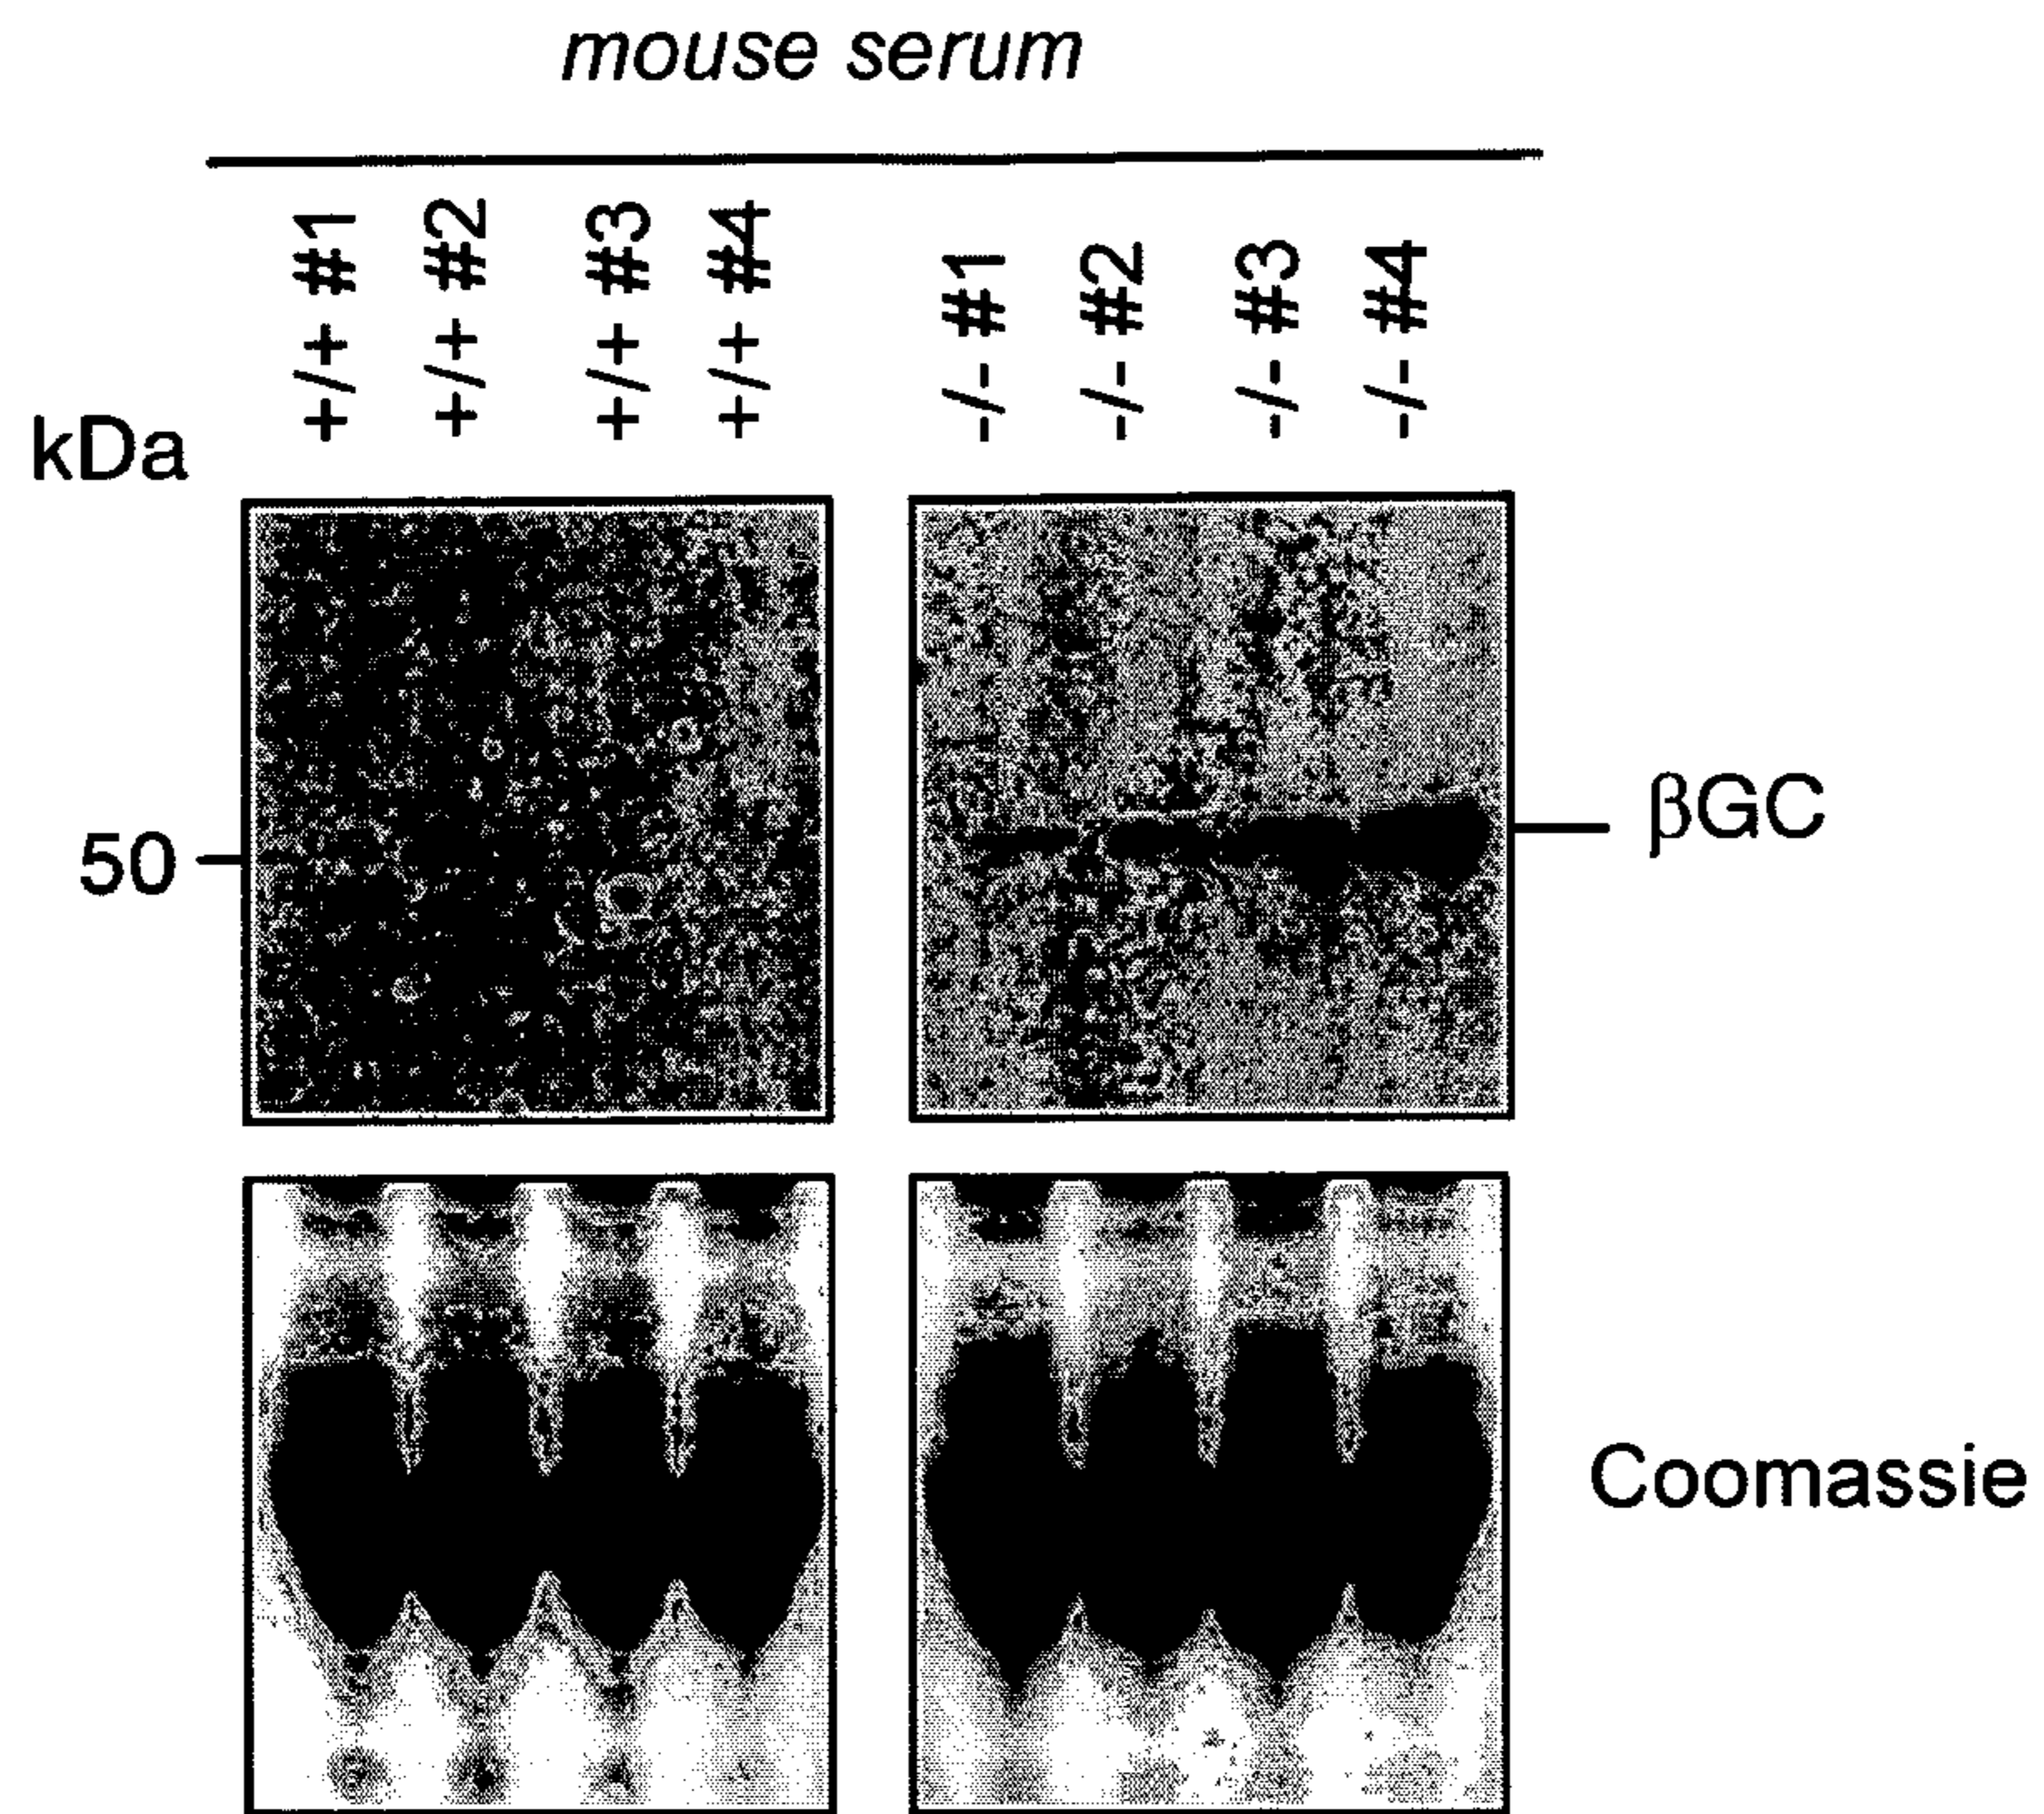 mouse serum
+/+ #1
+/+ #2
+/+ #3
+/+ #4
-/- #1
-/- #2
-/- #3
-/- #4
kDa
50
βGC
Coomassie